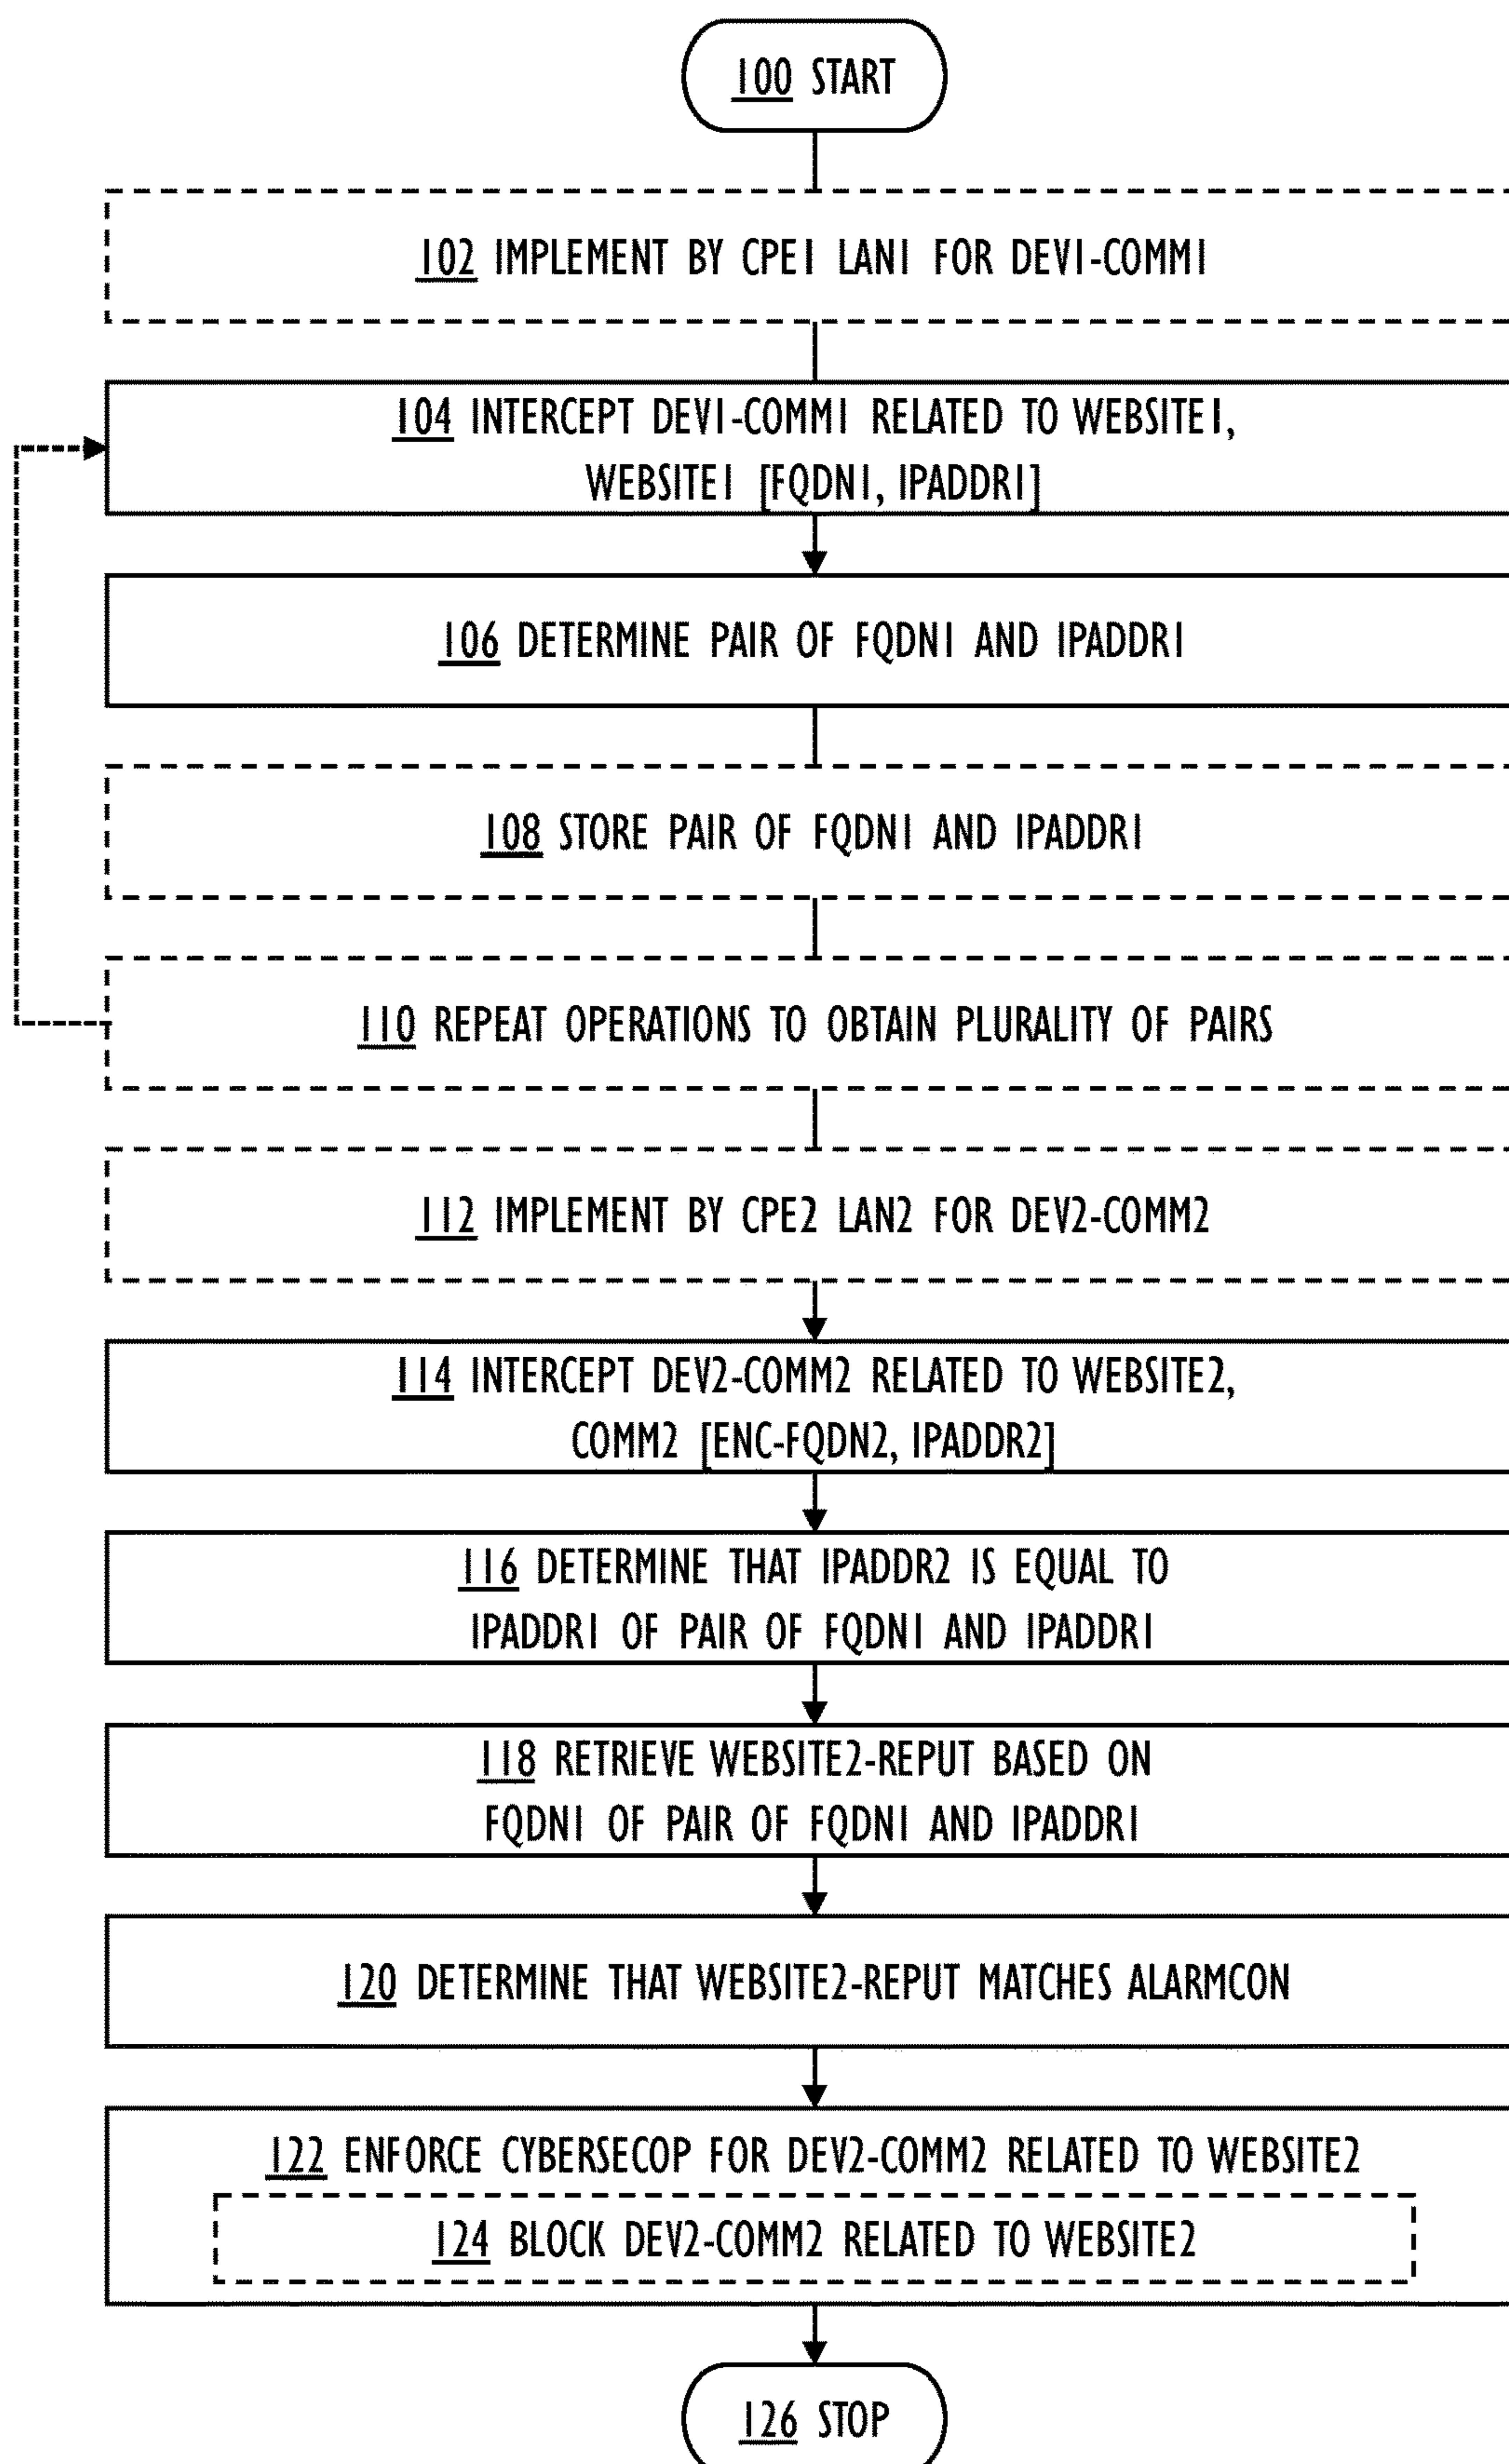 100 START
102 IMPLEMENT BY CPE1 LAN1 FOR DEV1-COMM1
104 INTERCEPT DEV1-COMM1 RELATED TO WEBSITE1,
WEBSITE1 [FQDN1, IPADDR1]
106 DETERMINE PAIR OF FQDN1 AND IPADDR1
108 STORE PAIR OF FQDN1 AND IPADDR1
110 REPEAT OPERATIONS TO OBTAIN PLURALITY OF PAIRS
112 IMPLEMENT BY CPE2 LAN2 FOR DEV2-COMM2
114 INTERCEPT DEV2-COMM2 RELATED TO WEBSITE2,
COMM2 [ENC-FQDN2, IPADDR2]
116 DETERMINE THAT IPADDR2 IS EQUAL TO
IPADDR1 OF PAIR OF FQDN1 AND IPADDR1
118 RETRIEVE WEBSITE2-REPUT BASED ON
FQDN1 OF PAIR OF FQDN1 AND IPADDR1
120 DETERMINE THAT WEBSITE2-REPUT MATCHES ALARMCON
122 ENFORCE CYBERSECOP FOR DEV2-COMM2 RELATED TO WEBSITE2
124 BLOCK DEV2-COMM2 RELATED TO WEBSITE2
126 STOP